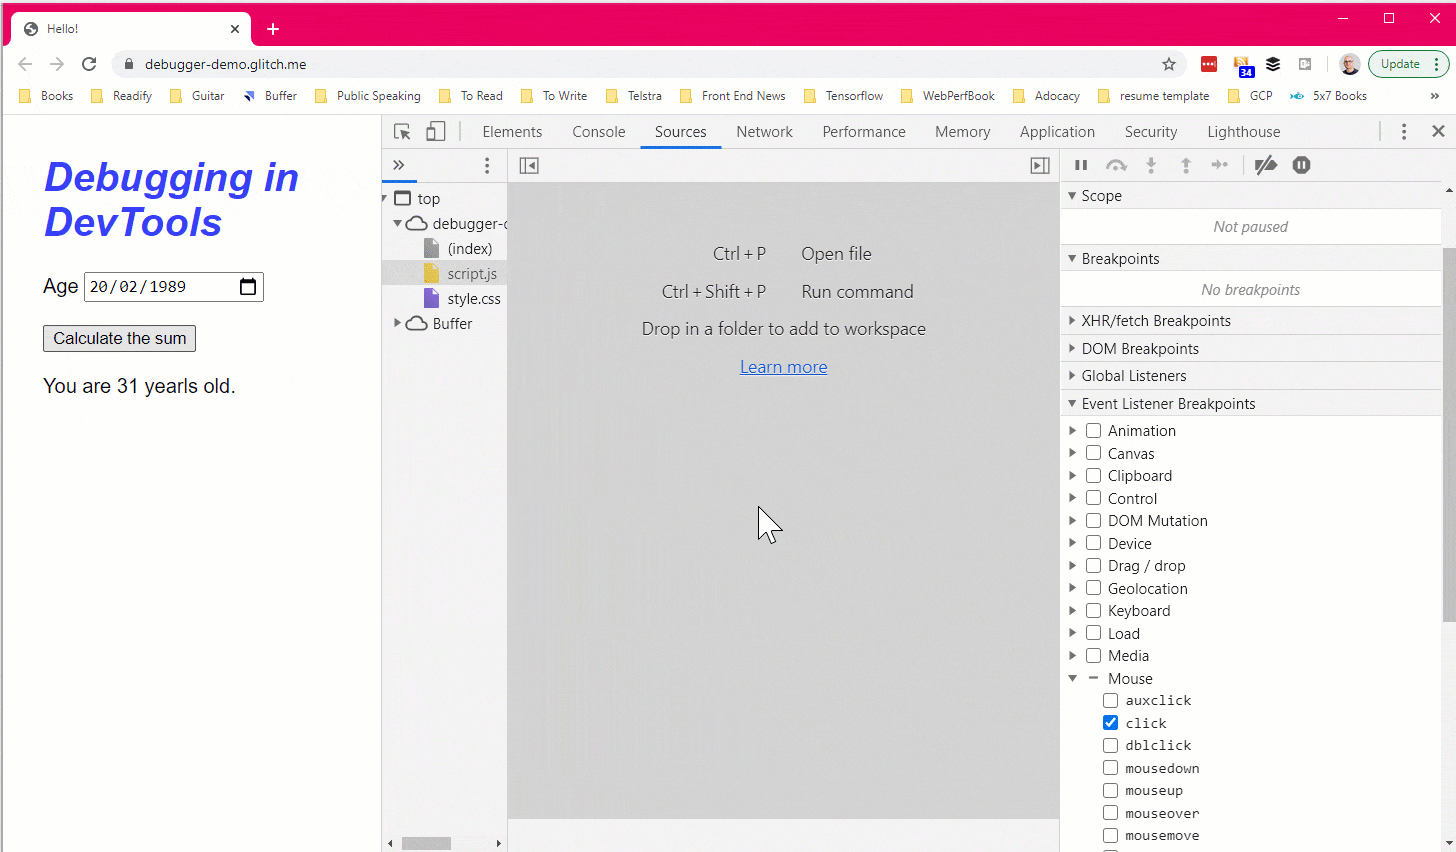 Hello!
debugger-demo.glitch.me
34
Update
Books Readify Guitar Buffer Public Speaking To Read To Write Telstra Front End News Tensorflow WebPerfBook Adocacy resume template GCP 5x7 Books »
Debugging in
DevTools
Age 20/02/1989
Calculate the sum
You are 31 yearls old.
Elements Console Sources Network Performance Memory Application Security Lighthouse
»
top
debugger-d
(index)
script.js
style.css
Buffer
Ctrl + P Open file
Ctrl + Shift + P Run command
Drop in a folder to add to workspace
Learn more
Scope
Not paused
Breakpoints
No breakpoints
XHR/fetch Breakpoints
DOM Breakpoints
Global Listeners
Event Listener Breakpoints
Animation
Canvas
Clipboard
Control
DOM Mutation
Device
Drag / drop
Geolocation
Keyboard
Load
Media
Mouse
auxclick
click
dblclick
mousedown
mouseup
mouseover
mousemove